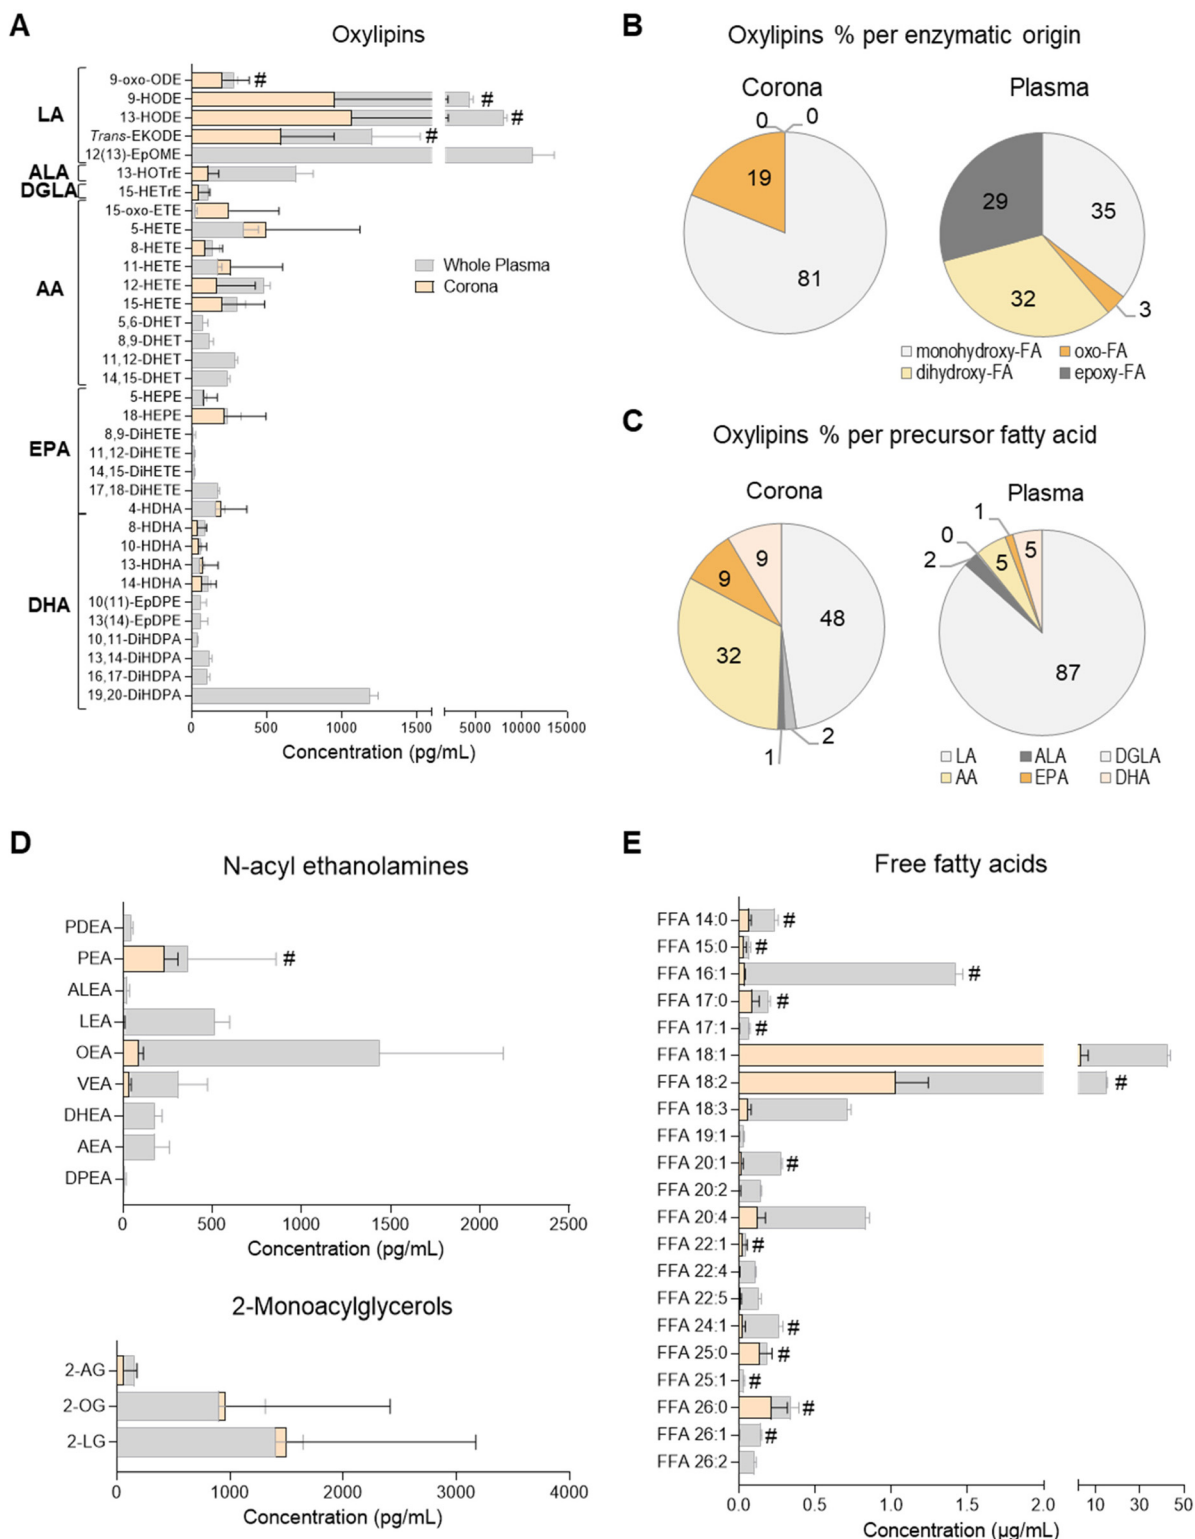 A
Oxylipins
LA
ALA
DGLA
AA
EPA
DHA
9-oxo-ODE
#
9-HODE
#
13-HODE
#
Trans-EKODE
#
12(13)-EpOME
13-HOTrE
15-HETrE
15-oxo-ETE
5-HETE
8-HETE
11-HETE
12-HETE
15-HETE
5,6-DHET
8,9-DHET
11,12-DHET
14,15-DHET
5-HEPE
18-HEPE
8,9-DiHETE
11,12-DiHETE
14,15-DiHETE
17,18-DiHETE
4-HDHA
8-HDHA
10-HDHA
13-HDHA
14-HDHA
10(11)-EpDPE
13(14)-EpDPE
10,11-DiHDPA
13,14-DiHDPA
16,17-DiHDPA
19,20-DiHDPA
Whole Plasma
Corona
0 500 1000 1500 5000 10000 15000
Concentration (pg/mL)
B
Oxylipins % per enzymatic origin
Corona
0 0
19
81
Plasma
29
35
32
3
monohydroxy-FA oxo-FA
dihydroxy-FA epoxy-FA
C
Oxylipins % per precursor fatty acid
Corona
9
9
48
32
1
2
Plasma
1
0
2
5
5
87
LA ALA DGLA
AA EPA DHA
D
N-acyl ethanolamines
PDEA
PEA
#
ALEA
LEA
OEA
VEA
DHEA
AEA
DPEA
0 500 1000 1500 2000 2500
Concentration (pg/mL)
2-Monoacylglycerols
2-AG
2-OG
2-LG
0 1000 2000 3000 4000
Concentration (pg/mL)
E
Free fatty acids
FFA 14:0 #
FFA 15:0 #
FFA 16:1 #
FFA 17:0 #
FFA 17:1 #
FFA 18:1
FFA 18:2 #
FFA 18:3
FFA 19:1
FFA 20:1 #
FFA 20:2
FFA 20:4
FFA 22:1 #
FFA 22:4
FFA 22:5
FFA 24:1 #
FFA 25:0 #
FFA 25:1 #
FFA 26:0 #
FFA 26:1 #
FFA 26:2
0.0 0.5 1.0 1.5 2.0 10 30 50
Concentration (µg/mL)